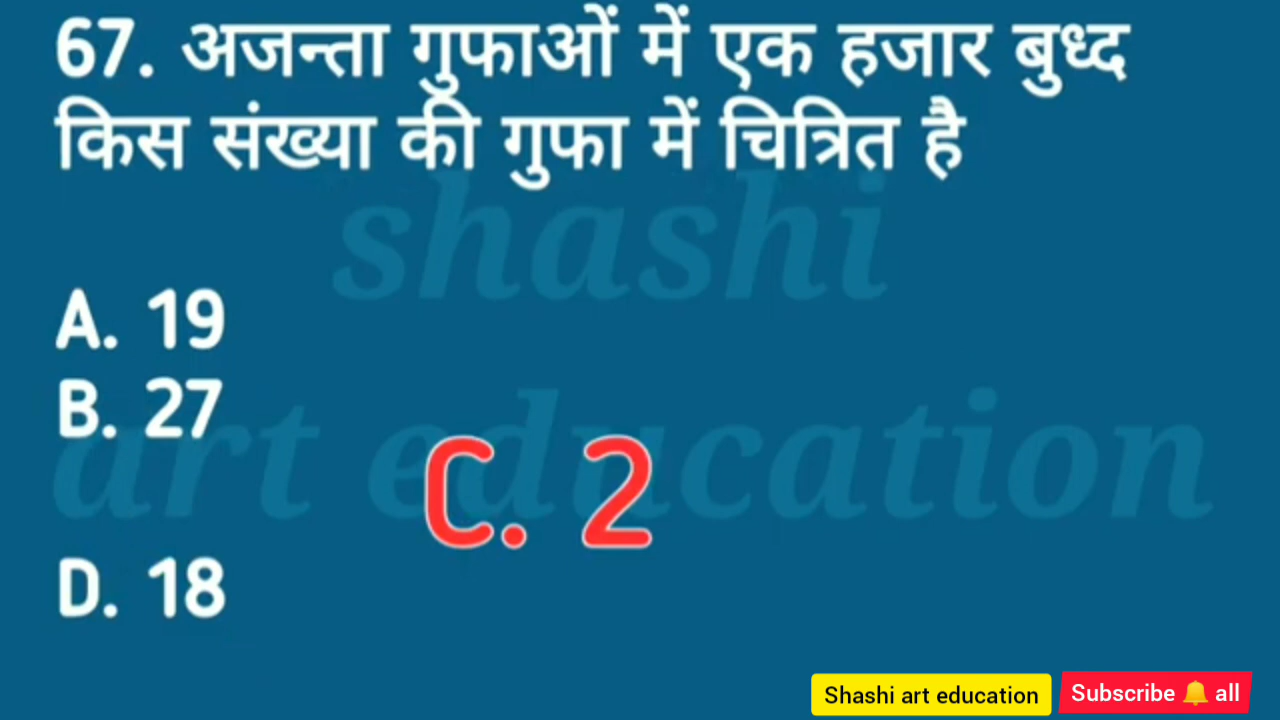 67. अजन्ता गुफाओं में एक हजार बुध्द
किस संख्या की गुफा में चित्रित है
shashi
A. 19
B. 27
art education
C. 2
D. 18
Shashi art education
Subscribe 🔔 all